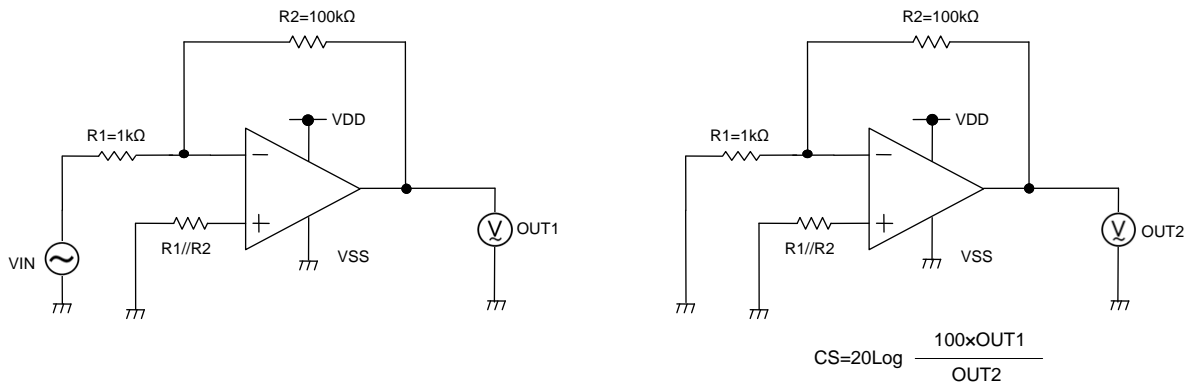 R2=100kΩ
VDD
R1=1kΩ
R1//R2
VSS
VIN
V
OUT1
R2=100kΩ
VDD
R1=1kΩ
R1//R2
VSS
V
OUT2
CS=20Log 100×OUT1
OUT2